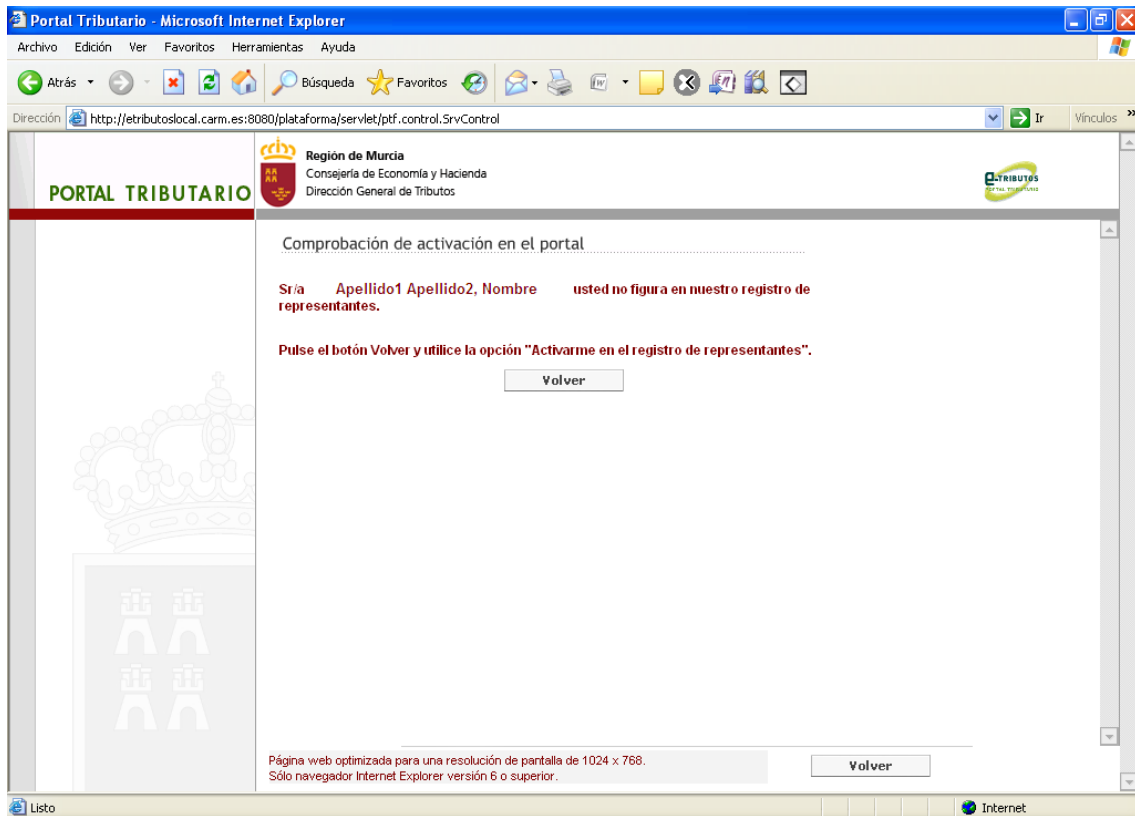 Portal Tributario - Microsoft Internet Explorer
Archivo Edición Ver Favoritos Herramientas Ayuda
Atrás Búsqueda Favoritos
Dirección http://etributoslocal.carm.es:8080/plataforma/servlet/ptf.control.SrvControl Ir Vínculos »
PORTAL TRIBUTARIO
Región de Murcia
Consejería de Economía y Hacienda
Dirección General de Tributos
e-TRIBUTOS
PORTAL TRIBUTARIO
Comprobación de activación en el portal
Sr/a Apellido1 Apellido2, Nombre usted no figura en nuestro registro de
representantes.
Pulse el botón Volver y utilice la opción "Activarme en el registro de representantes".
Volver
Página web optimizada para una resolución de pantalla de 1024 x 768.
Sólo navegador Internet Explorer versión 6 o superior.
Volver
Listo Internet